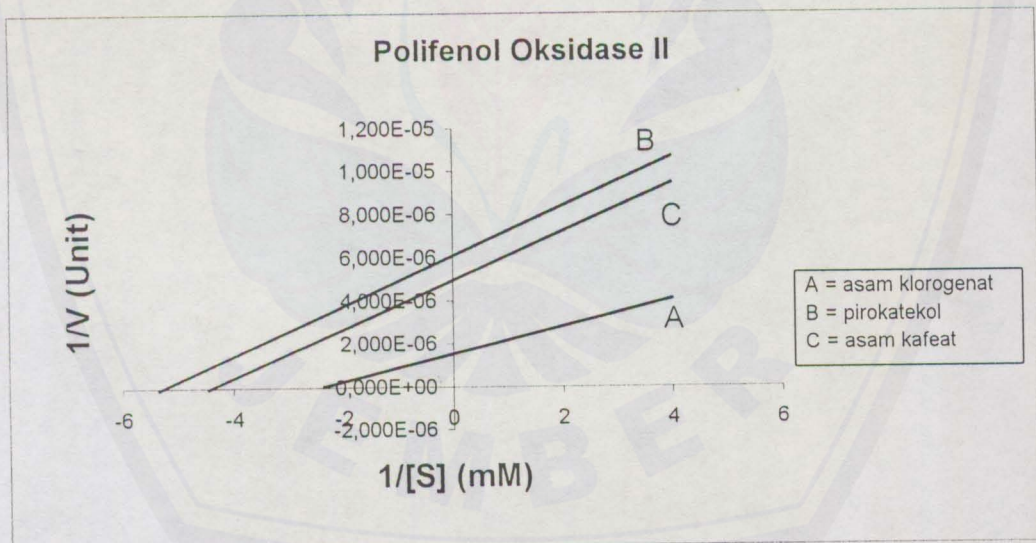 Polifenol Oksidase II
1,200E-05
1,000E-05
8,000E-06
6,000E-06
4,000E-06
2,000E-06
0,000E+00
-2,000E-06
1/V (Unit)
-6 -4 -2 0 2 4 6
1/[S] (mM)
B
C
A
A = asam klorogenat
B = pirokatekol
C = asam kafeat
EMBER